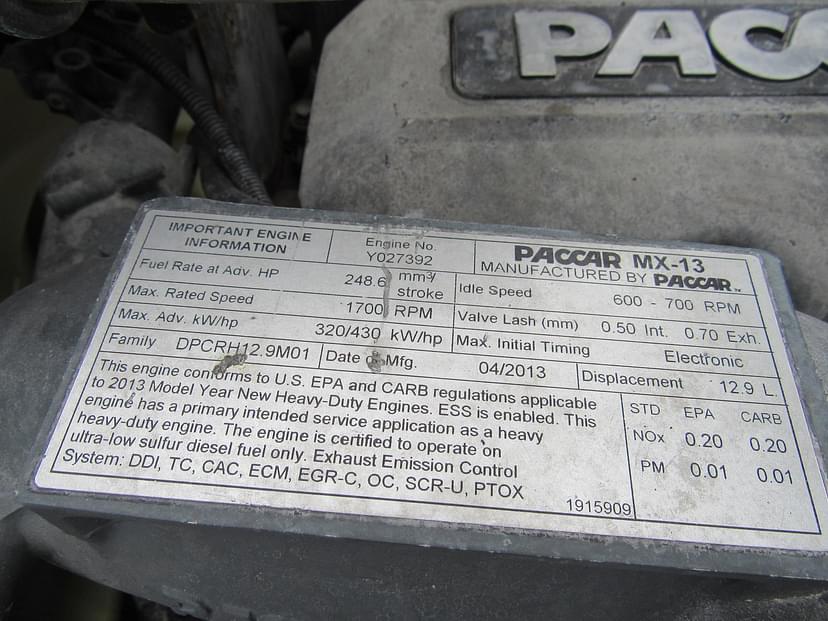 PACC
IMPORTANT ENGINE INFORMATION
Engine No.
Y027392
PACCAR MX-13
MANUFACTURED BY PACCAR™
Fuel Rate at Adv. HP 248.6 mm³/stroke
Max. Rated Speed 1700 RPM
Max. Adv. kW/hp 320/430 kW/hp
Family DPCRH12.9M01
Date of Mfg. 04/2013
Idle Speed 600 - 700 RPM
Valve Lash (mm) 0.50 Int. 0.70 Exh.
Max. Initial Timing Electronic
Displacement 12.9 L.
This engine conforms to U.S. EPA and CARB regulations applicable
to 2013 Model Year New Heavy-Duty Engines. ESS is enabled. This
engine has a primary intended service application as a heavy
heavy-duty engine. The engine is certified to operate on
ultra-low sulfur diesel fuel only. Exhaust Emission Control
System: DDI, TC, CAC, ECM, EGR-C, OC, SCR-U, PTOX
1915909
STD EPA CARB
NOx 0.20 0.20
PM 0.01 0.01